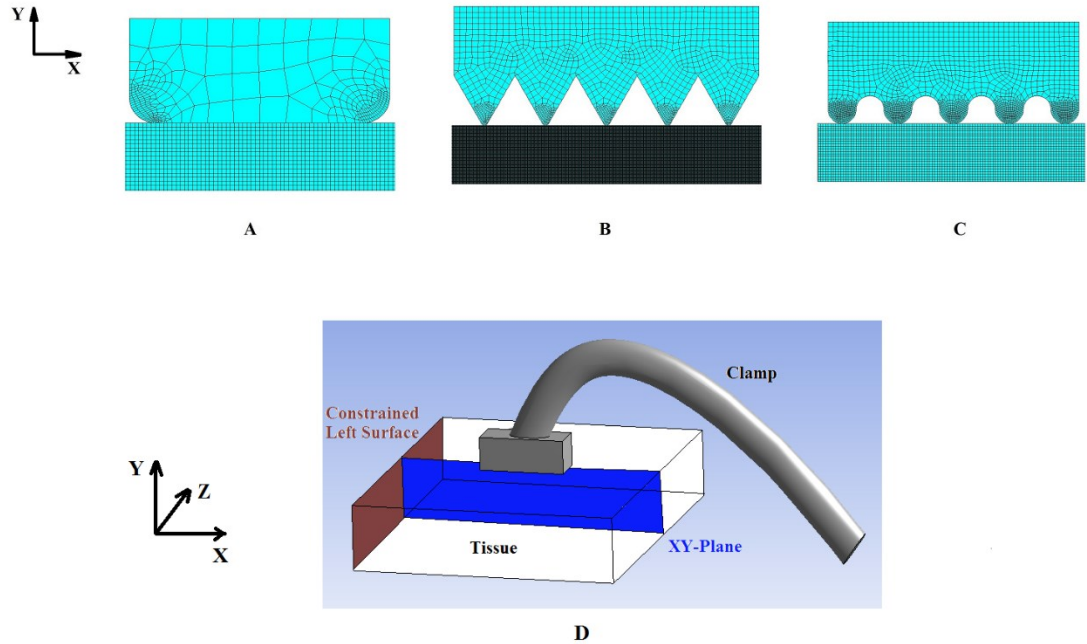 Y
X
A
B
C
Clamp
Constrained
Left Surface
Y
Z
X
Tissue
XY-Plane
D